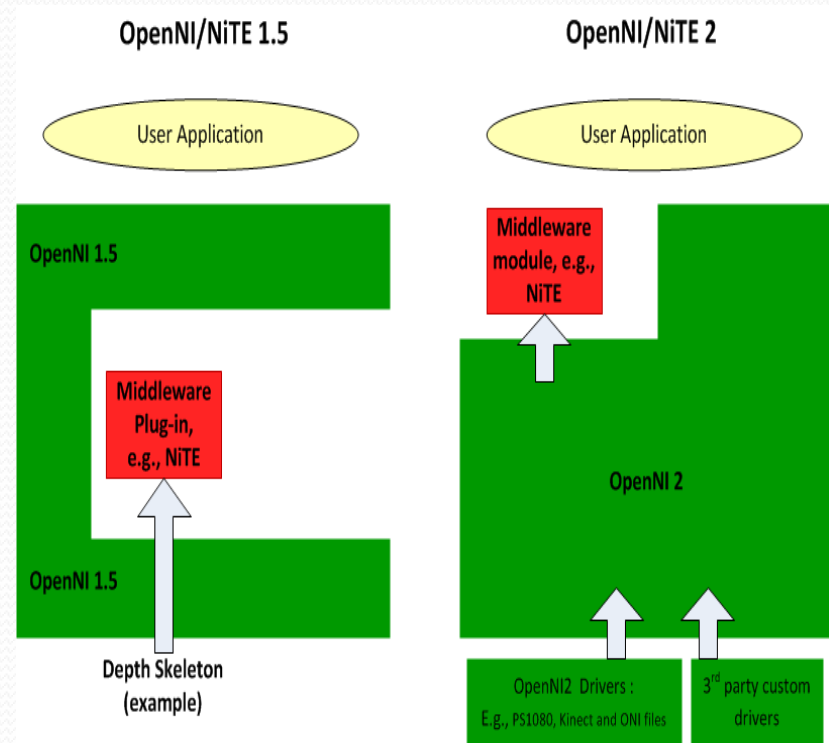 OpenNI/NiTE 1.5
User Application
OpenNI 1.5
Middleware
Plug-in,
e.g., NiTE
OpenNI 1.5
Depth Skeleton
(example)
OpenNI/NiTE 2
User Application
Middleware
module, e.g.,
NiTE
OpenNI 2
OpenNI2 Drivers :
E.g., PS1080, Kinect and ONI files
3rd party custom
drivers